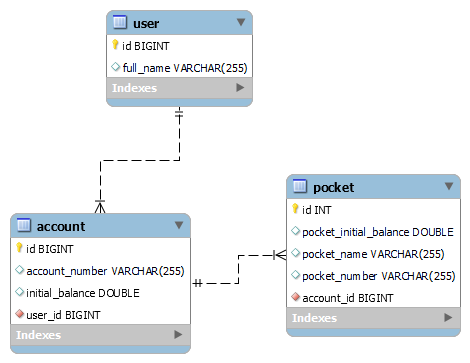 user
id BIGINT
full_name VARCHAR(255)
Indexes
account
id BIGINT
account_number VARCHAR(255)
initial_balance DOUBLE
user_id BIGINT
Indexes
pocket
id INT
pocket_initial_balance DOUBLE
pocket_name VARCHAR(255)
pocket_number VARCHAR(255)
account_id BIGINT
Indexes